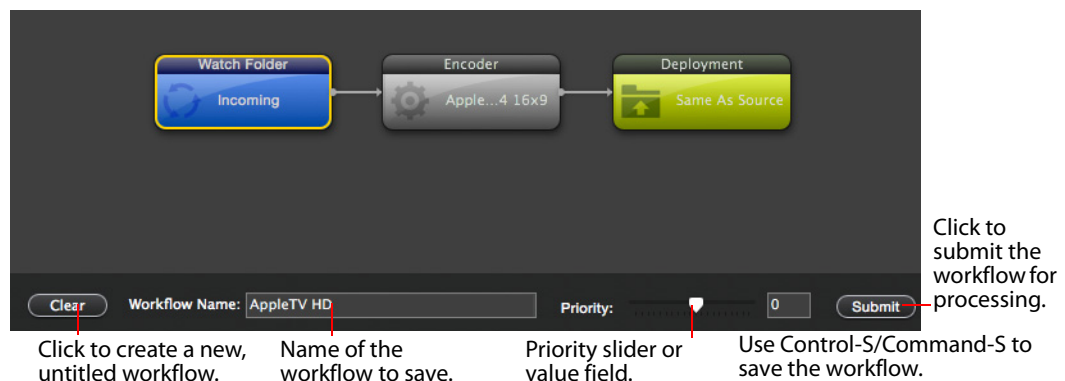 Watch Folder
Incoming
Encoder
Apple...4 16x9
Deployment
Same As Source
Clear
Workflow Name: AppleTV HD
Priority:
0
Submit
Click to
submit the
workflow for
processing.
Click to create a new,
untitled workflow.
Name of the
workflow to save.
Priority slider or
value field.
Use Control-S/Command-S to
save the workflow.